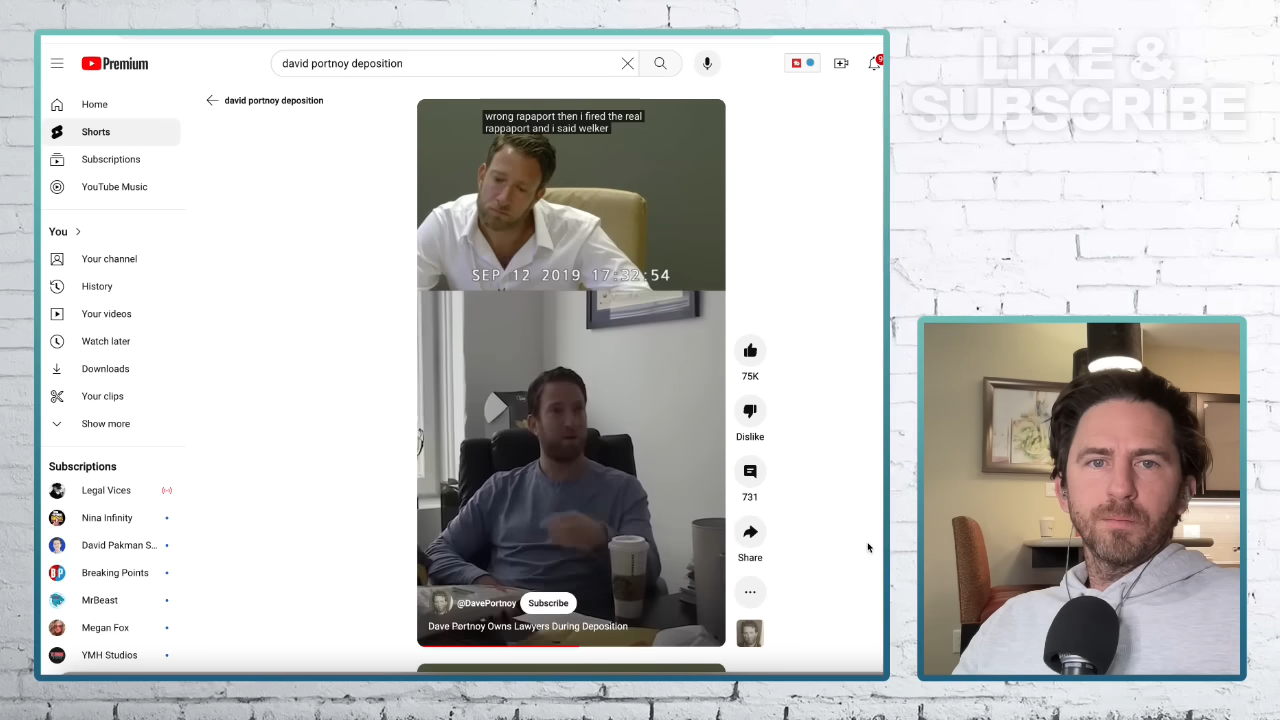 LIKE &
SUBSCRIBE
Premium
david portnoy deposition
9
david portnoy deposition
Home
Shorts
Subscriptions
YouTube Music
You
Your channel
History
Your videos
Watch later
Downloads
Your clips
Show more
Subscriptions
Legal Vices
Nina Infinity
David Pakman S...
Breaking Points
MrBeast
Megan Fox
YMH Studios
wrong rapaport then i fired the real
rappaport and i said welker
SEP 12 2019 17:32:54
@DavePortnoy
Subscribe
Dave Portnoy Owns Lawyers During Deposition
75K
Dislike
731
Share